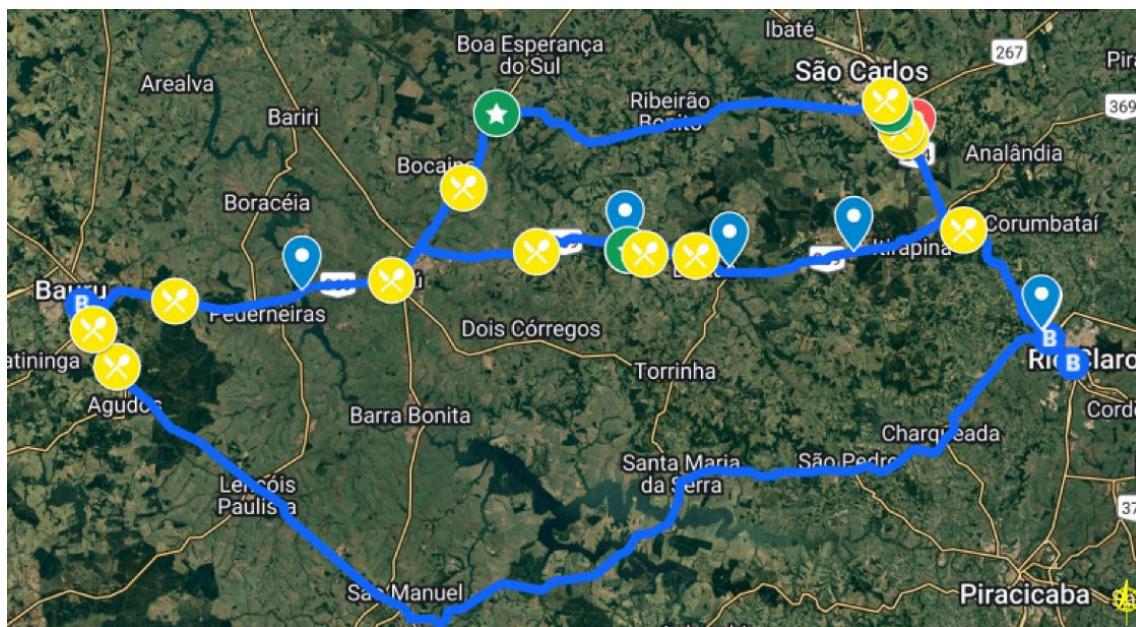 Ibaté
Boa Esperança
do Sul
267
Arealva
São Carlos
Ribeirão
Bonito
369
Bariri
Analândia
Bocaina
Boracéia
Corumbataí
Itirapina
Bauru
B
Pederneiras
Dois Córregos
B
Rio Claro
B
Torrinha
Agudos
Barra Bonita
Charqueada
Santa Maria
da Serra
São Pedro
Lençóis
Paulista
São Manuel
Piracicaba